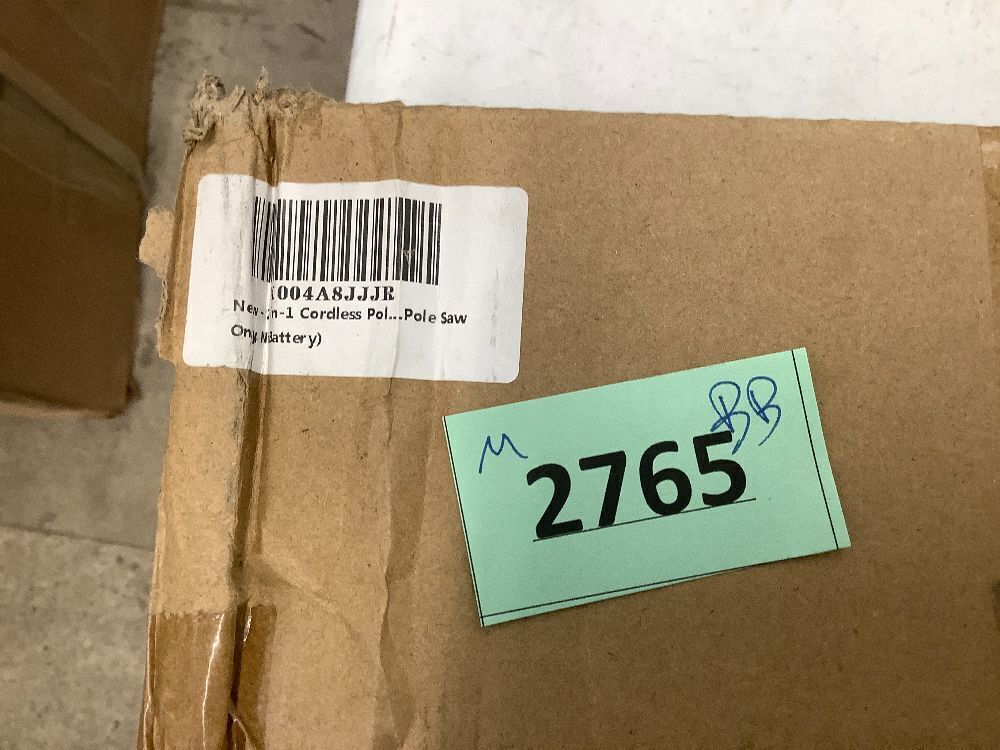 X004A8JJJR
New -in-1 Cordless Pol...Pole Saw
Battery)
M
BB
2765